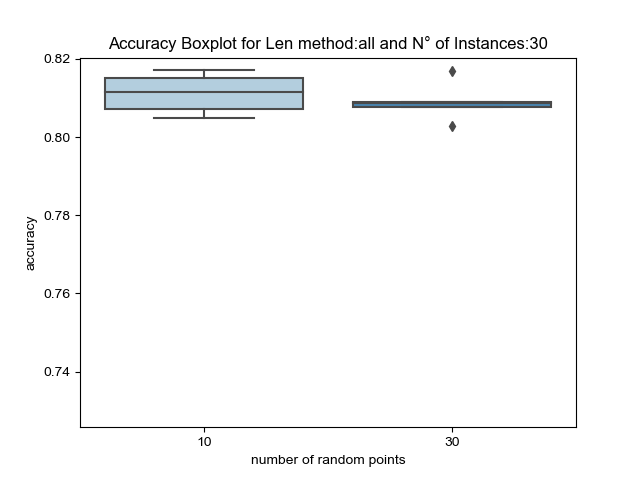 Accuracy Boxplot for Len method:all and N° of Instances:30
0.82
0.80
0.78
0.76
0.74
accuracy
10
30
number of random points